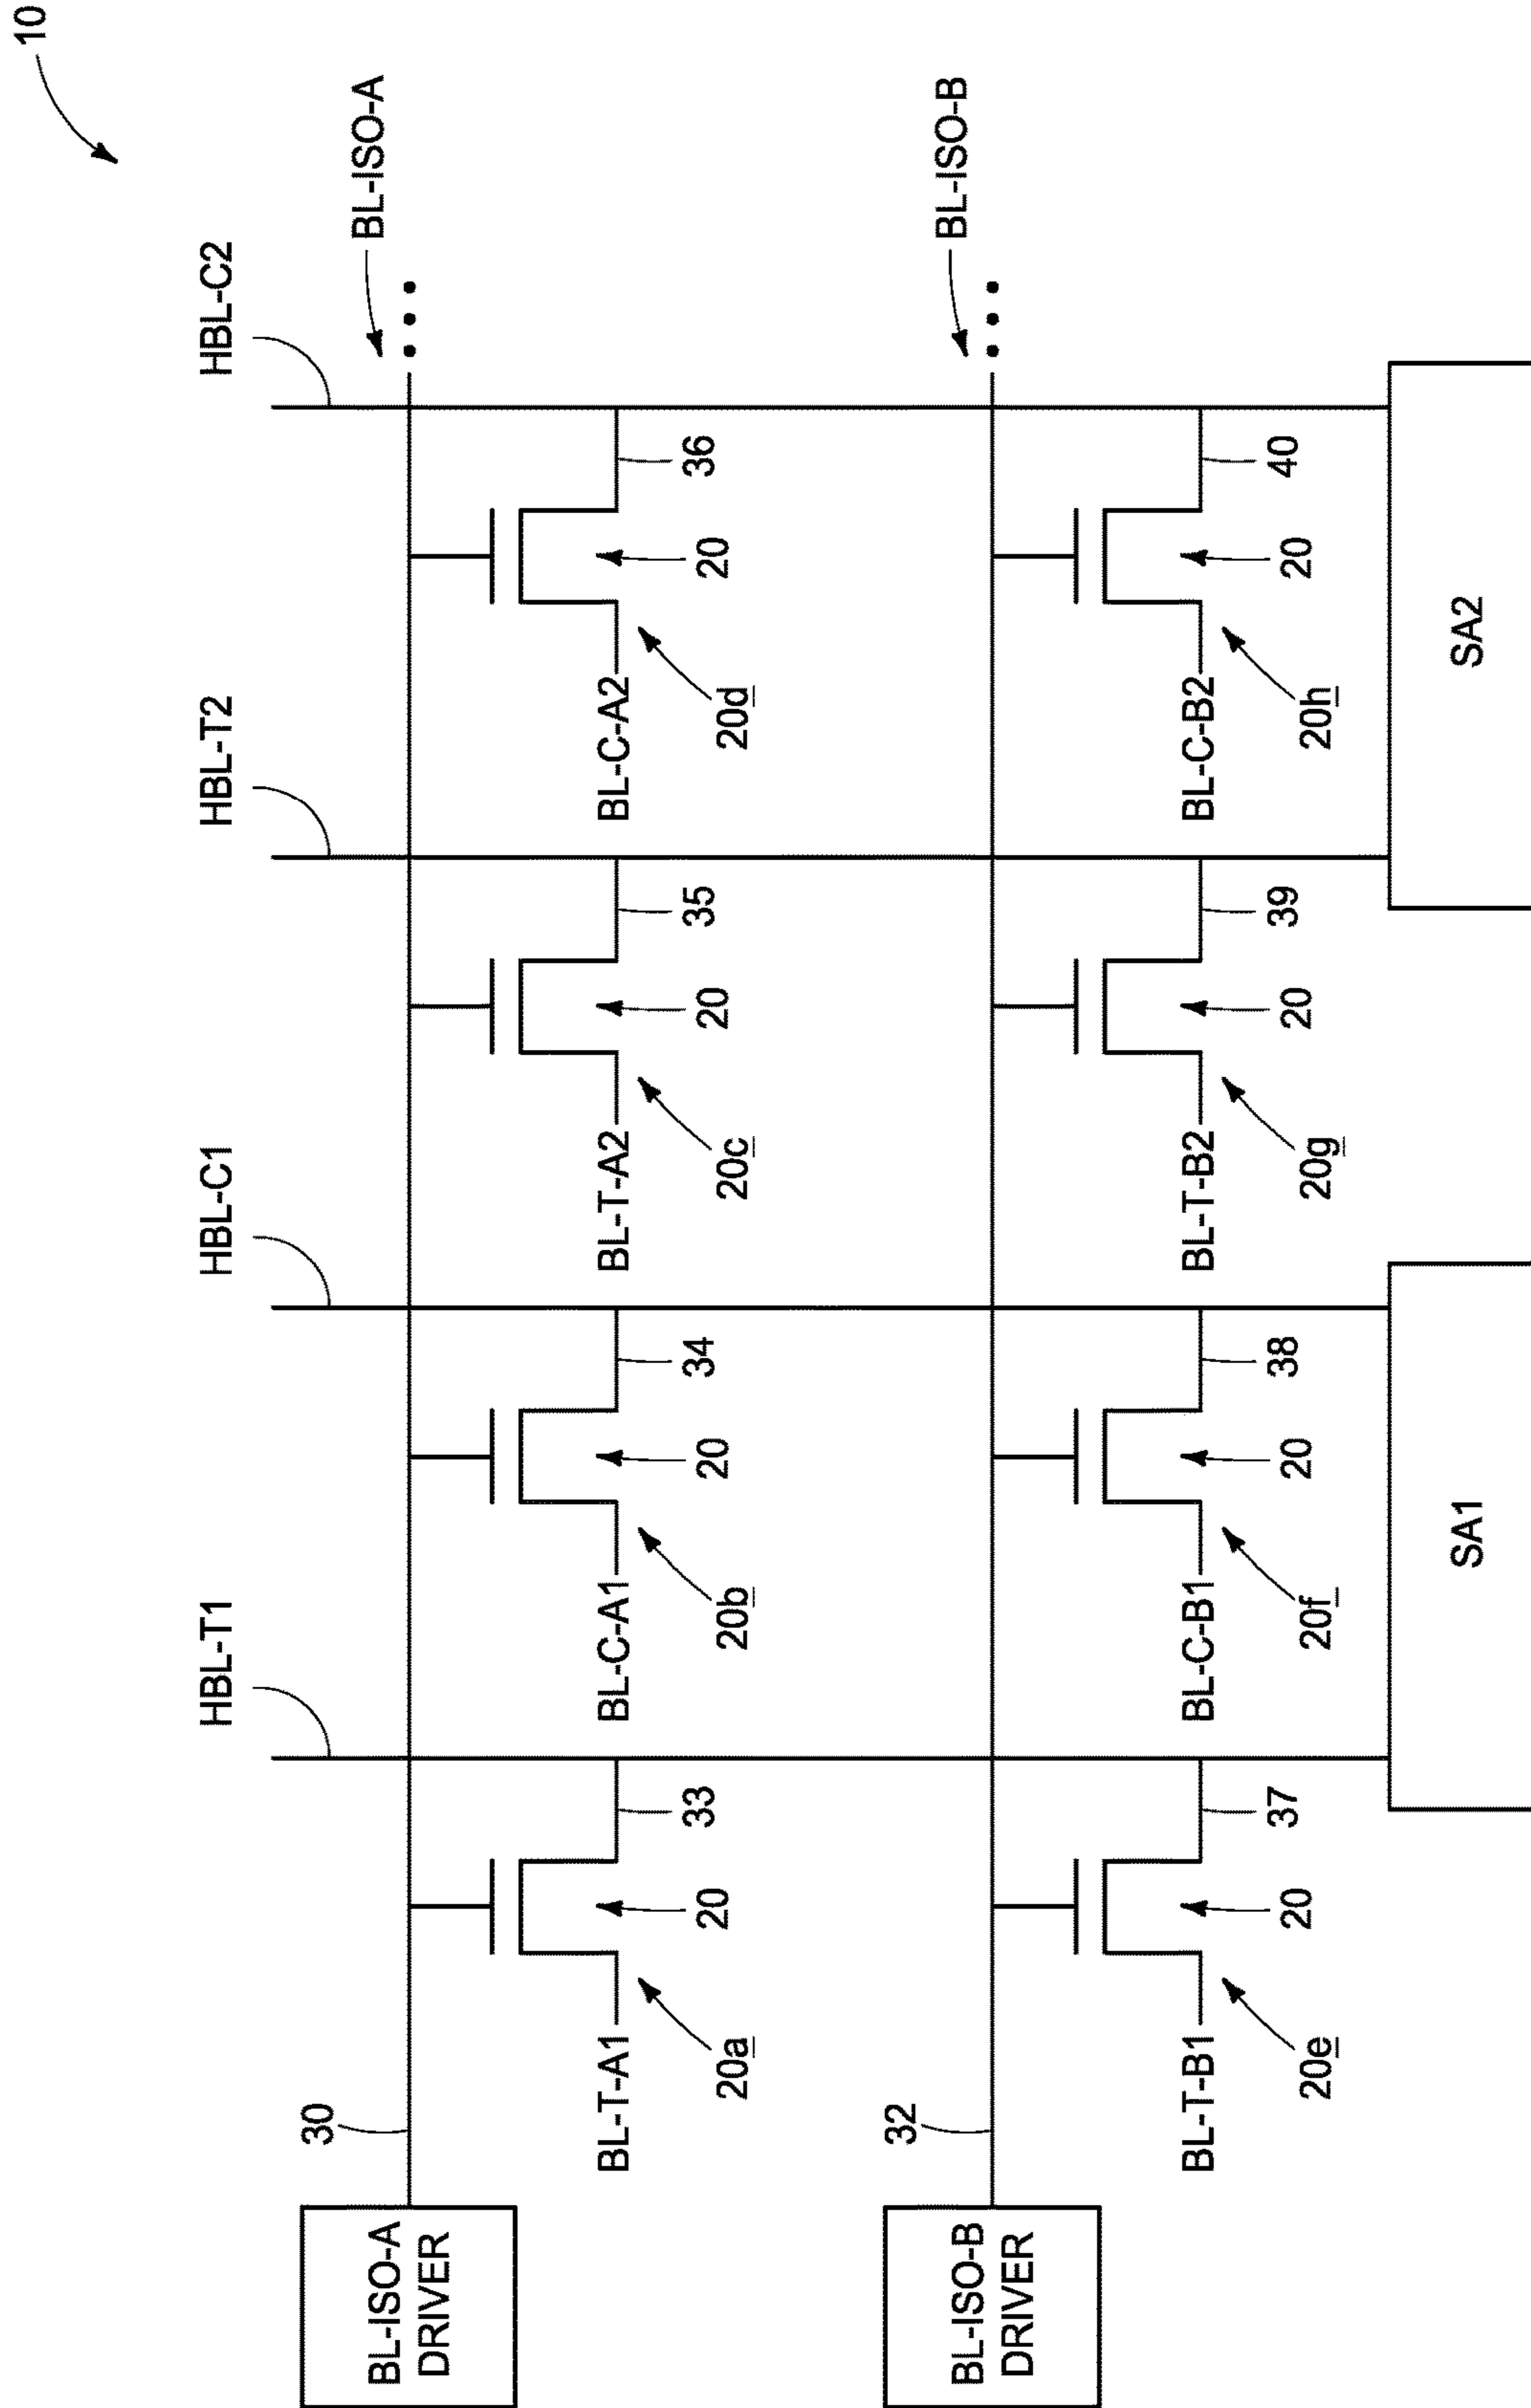 10
HBL-T1
HBL-C1
HBL-T2
HBL-C2
BL-ISO-A
30
BL-ISO-A
DRIVER
33
34
35
36
20
20
20
20
BL-T-A1
BL-C-A1
BL-T-A2
BL-C-A2
20a
20b
20c
20d
BL-ISO-B
32
BL-ISO-B
DRIVER
37
38
39
40
20
20
20
20
BL-T-B1
BL-C-B1
BL-T-B2
BL-C-B2
20e
20f
20g
20h
SA1
SA2